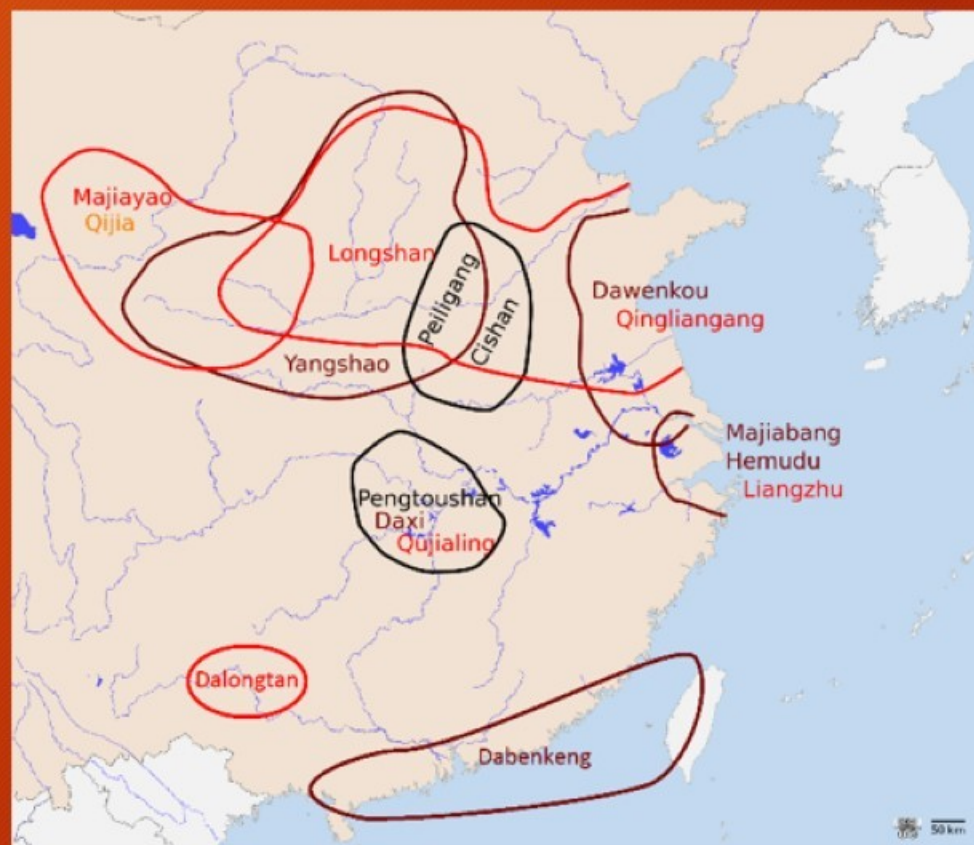 Majiayao
Qijia
Longshan
Peiligang
Cishan
Yangshao
Dawenkou
Qingliangang
Majiabang
Hemudu
Liangzhu
Pengtoushan
Daxi
Qujialing
Dalongtan
Dabenkeng
50 km